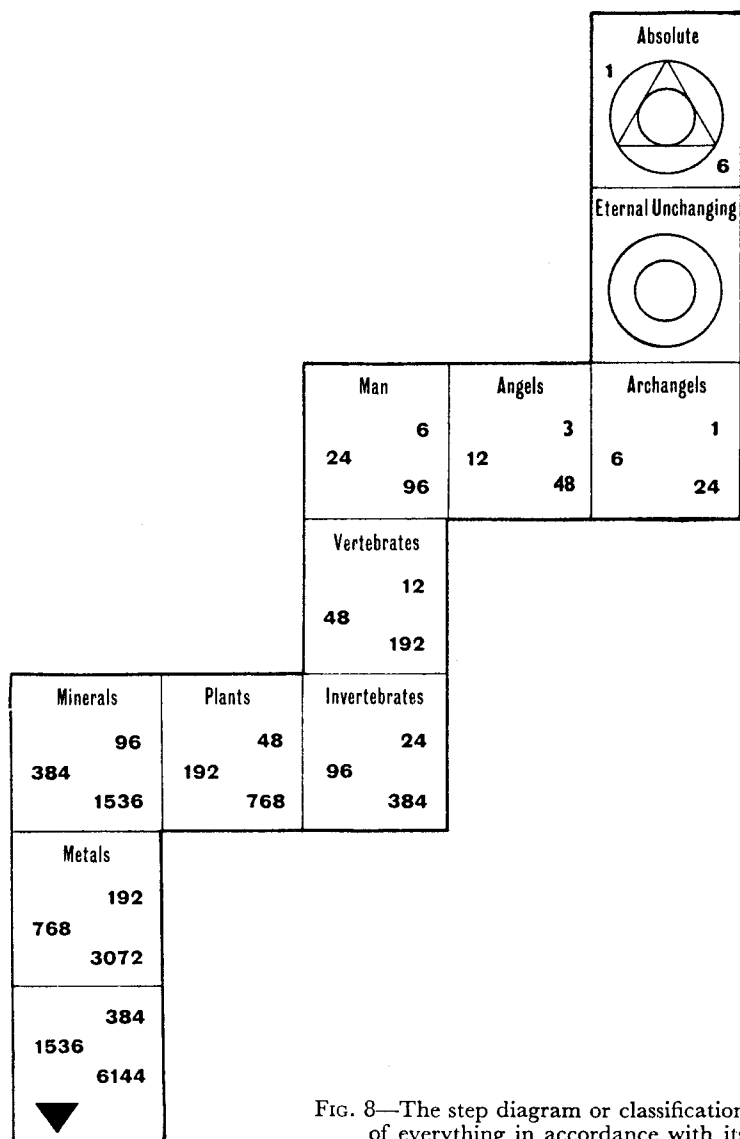 Absolute
1
6
Eternal Unchanging
Man
6
24
96
Angels
3
12
48
Archangels
1
6
24
Vertebrates
12
48
192
Minerals
96
384
1536
Plants
48
192
768
Invertebrates
24
96
384
Metals
192
768
3072
384
1536
6144
FIG. 8—The step diagram or classification
of everything in accordance with its